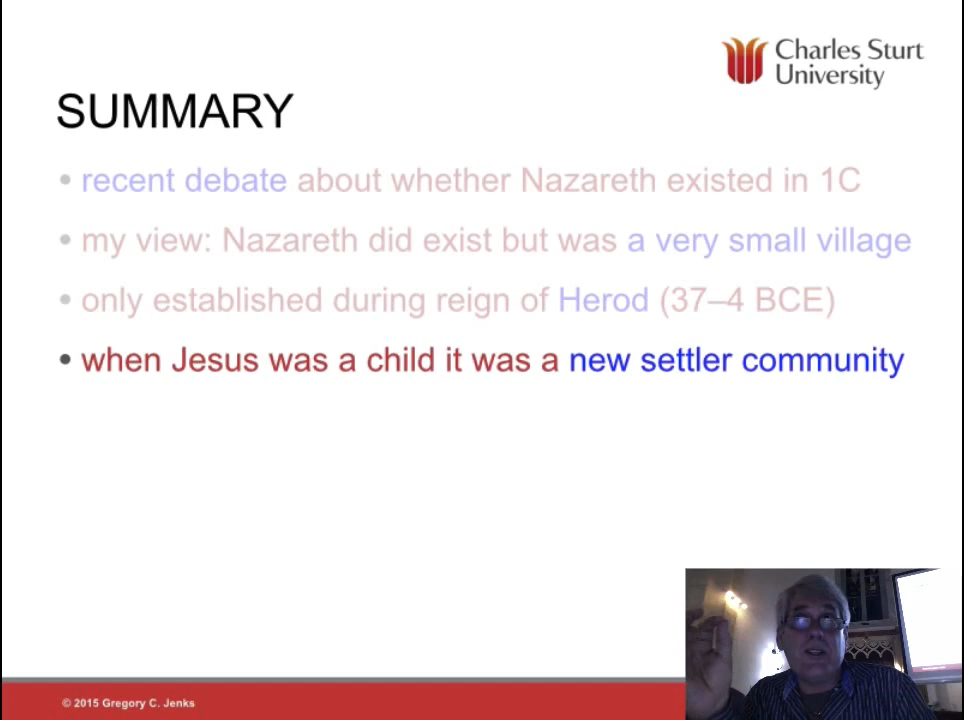 Charles Sturt
University
SUMMARY
• recent debate about whether Nazareth existed in 1C
• my view: Nazareth did exist but was a very small village
• only established during reign of Herod (37–4 BCE)
• when Jesus was a child it was a new settler community
© 2015 Gregory C. Jenks